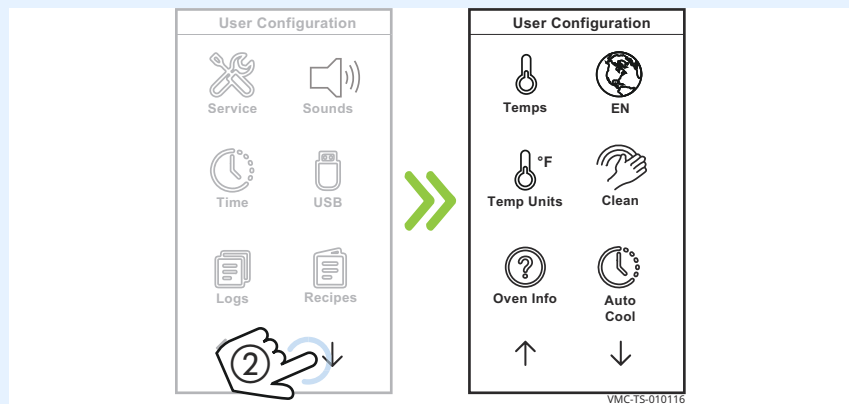 User Configuration
Service
Sounds
Time
USB
Logs
Recipes
2
User Configuration
Temps
EN
°F
Temp Units
Clean
?
Oven Info
Auto
Cool
VMC-TS-010116